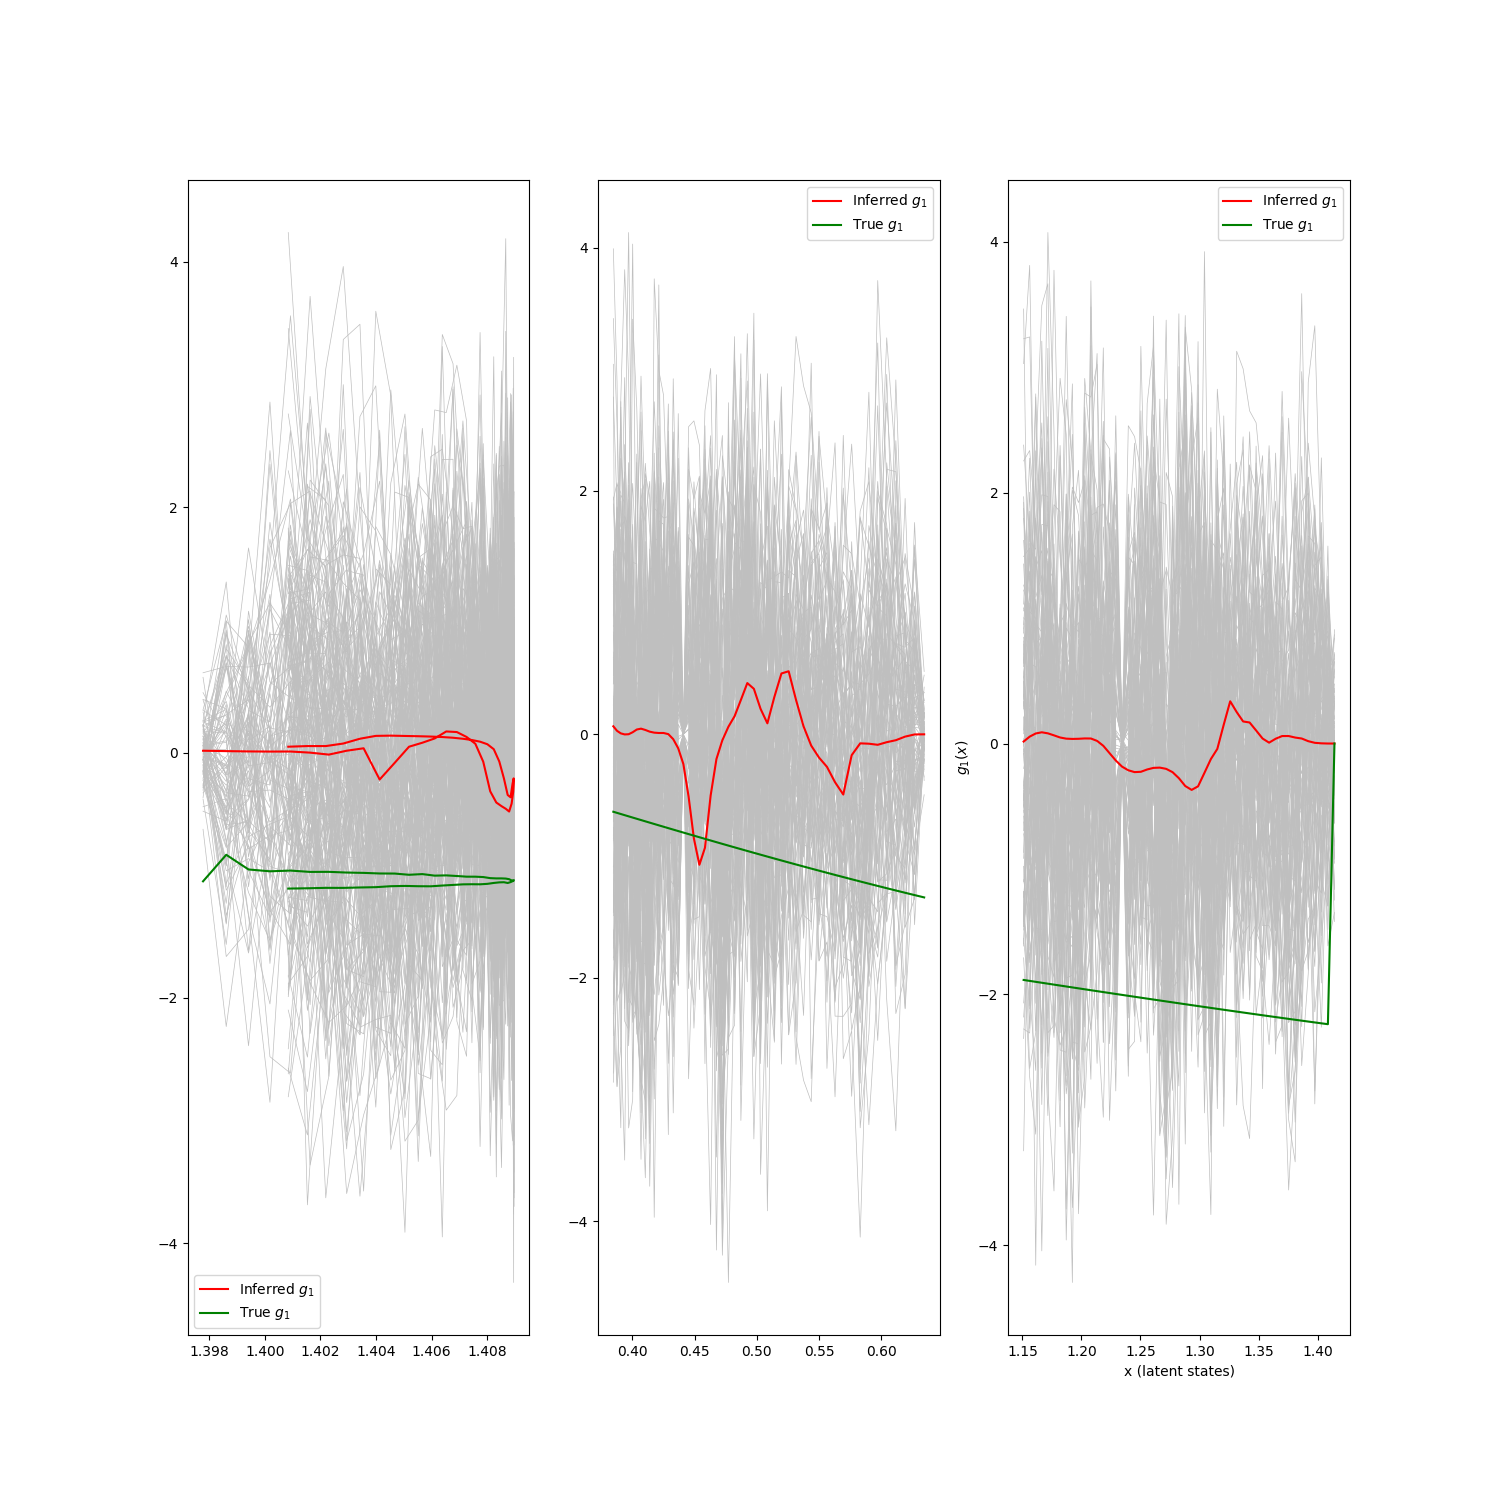 4
2
0
−2
−4
Inferred g₁
True g₁
1.398 1.400 1.402 1.404 1.406 1.408
Inferred g₁
True g₁
4
2
0
−2
−4
0.40 0.45 0.50 0.55 0.60
Inferred g₁
True g₁
4
2
0
−2
−4
g₁(x)
1.15 1.20 1.25 1.30 1.35 1.40
x (latent states)